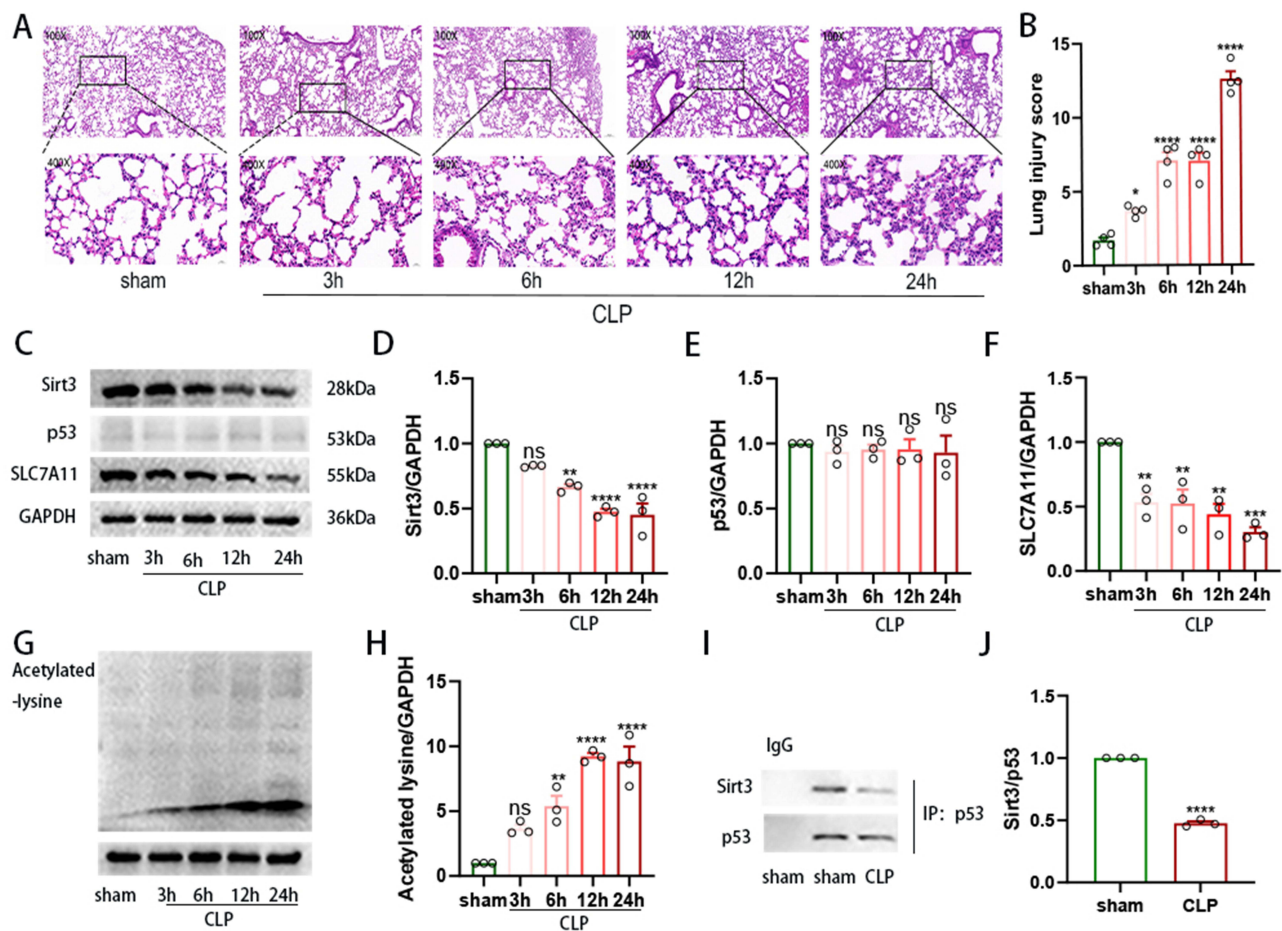 A
100X
100X
100X
100X
400X
400X
400X
400X
sham
3h
6h
12h
24h
CLP
B
Lung injury score
15
10
5
0
*
****
****
****
sham
3h
6h
12h
24h
C
Sirt3
28kDa
p53
53kDa
SLC7A11
55kDa
GAPDH
36kDa
sham
3h
6h
12h
24h
CLP
D
Sirt3/GAPDH
1.5
1.0
0.5
0.0
ns
**
****
****
sham
3h
6h
12h
24h
CLP
E
p53/GAPDH
1.5
1.0
0.5
0.0
ns
ns
ns
ns
sham
3h
6h
12h
24h
CLP
F
SLC7A11/GAPDH
1.5
1.0
0.5
0.0
**
**
**
***
sham
3h
6h
12h
24h
CLP
G
Acetylated
-lysine
sham
3h
6h
12h
24h
CLP
H
Acetylated lysine/GAPDH
15
10
5
0
ns
**
****
****
sham
3h
6h
12h
24h
CLP
I
IgG
Sirt3
p53
IP: p53
sham
sham
CLP
J
Sirt3/p53
1.5
1.0
0.5
0.0
****
sham
CLP